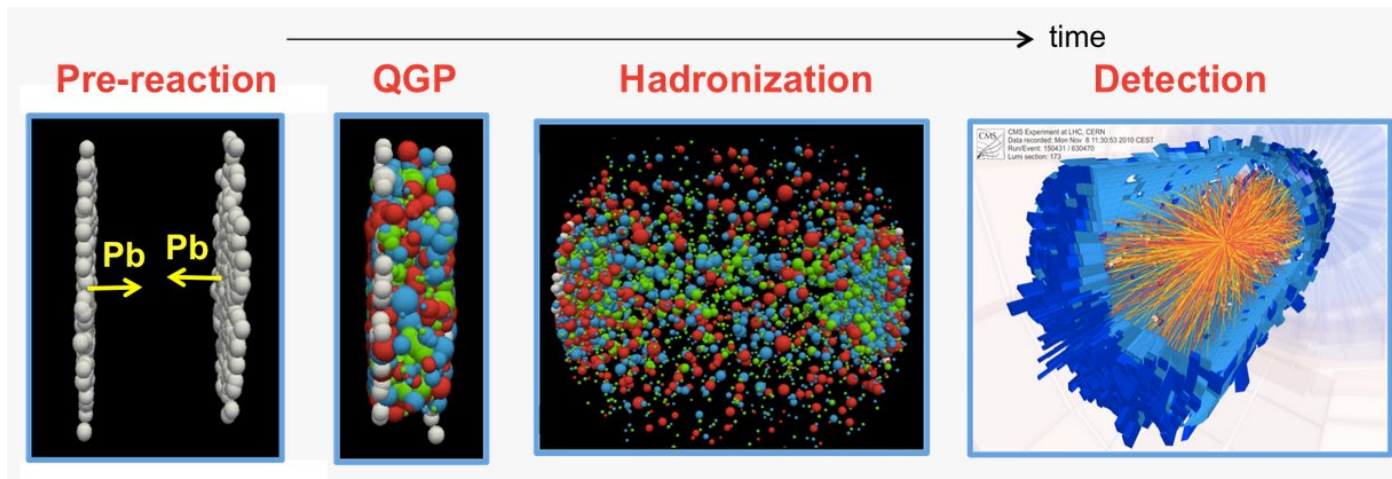 time
Pre-reaction
QGP
Hadronization
Detection
Pb
Pb
CMS
CMS Experiment at LHC, CERN
Data recorded: Mon Nov 8 11:30:53 2010 CEST
Run/Event: 150431 / 630470
Lumi section: 173